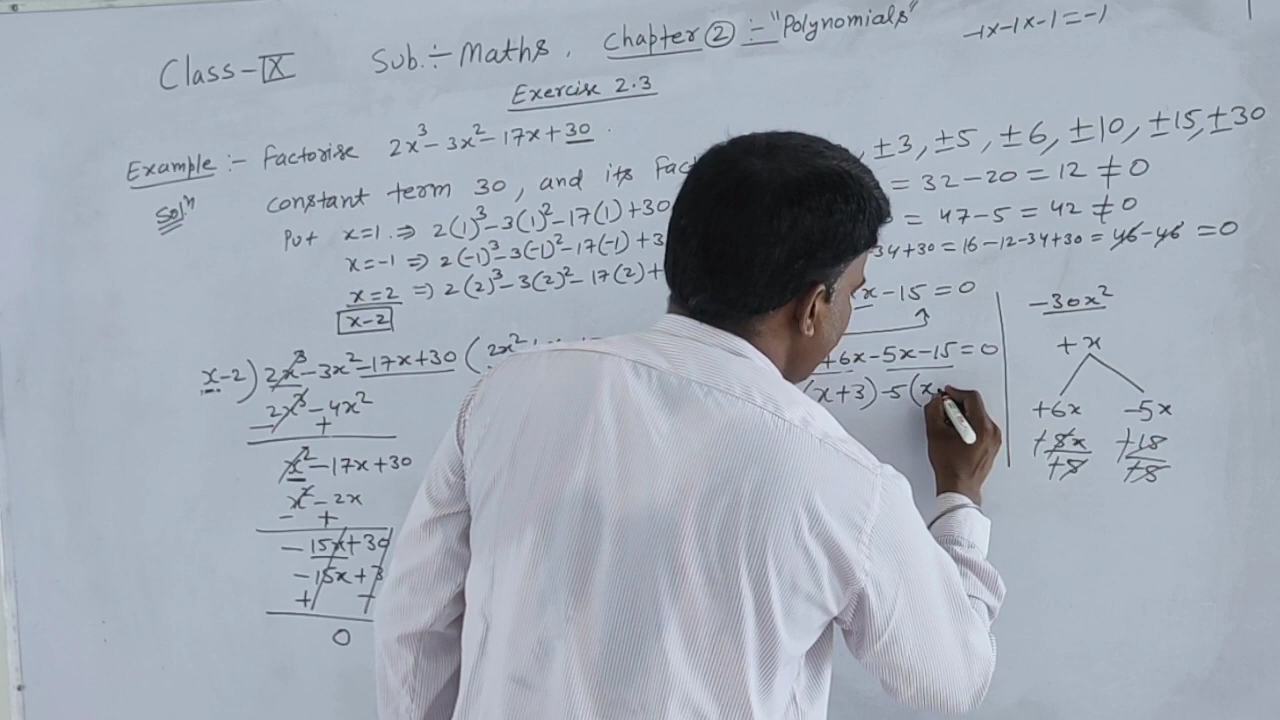 Class-IX Sub.:- Maths, Chapter ② :- "Polynomials" -1x-1x-1=-1
Exercise 2.3
Example :- Factorise 2x³-3x²-17x+30.
Solⁿ constant term 30, and its Fac , ±3, ±5, ±6, ±10, ±15, ±30
Put x=1. ⇒ 2(1)³-3(1)²-17(1)+30 = 32-20 = 12 ≠ 0
x=-1 ⇒ 2(-1)³-3(-1)²-17(-1)+3 = 47-5 = 42 ≠ 0
x=2 ⇒ 2(2)³-3(2)²-17(2)+ 34+30 = 16-12-34+30 = 46-46 = 0
x-2
x-15=0
x-2) 2x³-3x²-17x+30 (2x²
2x³-4x²
- +
x²-17x+30
x²-2x
- +
-15x+30
-15x+3
+ -
0
+6x-5x-15=0
(x+3)-5(x
-30x²
+x
+6x -5x
+18